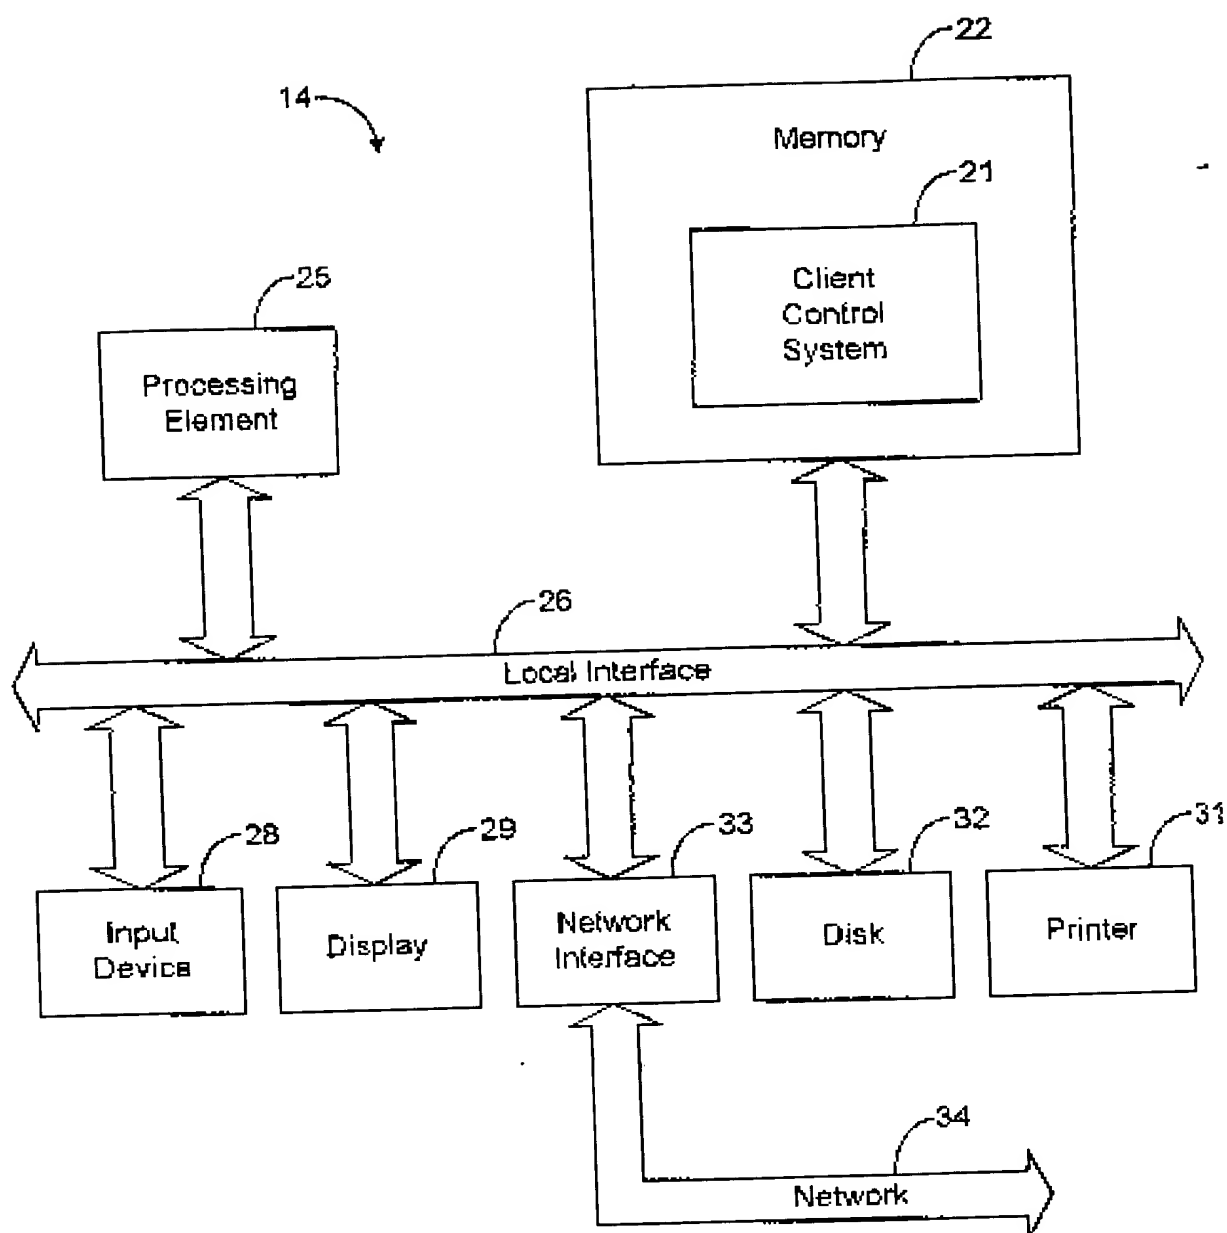 22
14
Memory
21
Client
Control
System
25
Processing
Element
26
Local Interface
28
29
33
32
31
Input
Device
Display
Network
Interface
Disk
Printer
34
Network